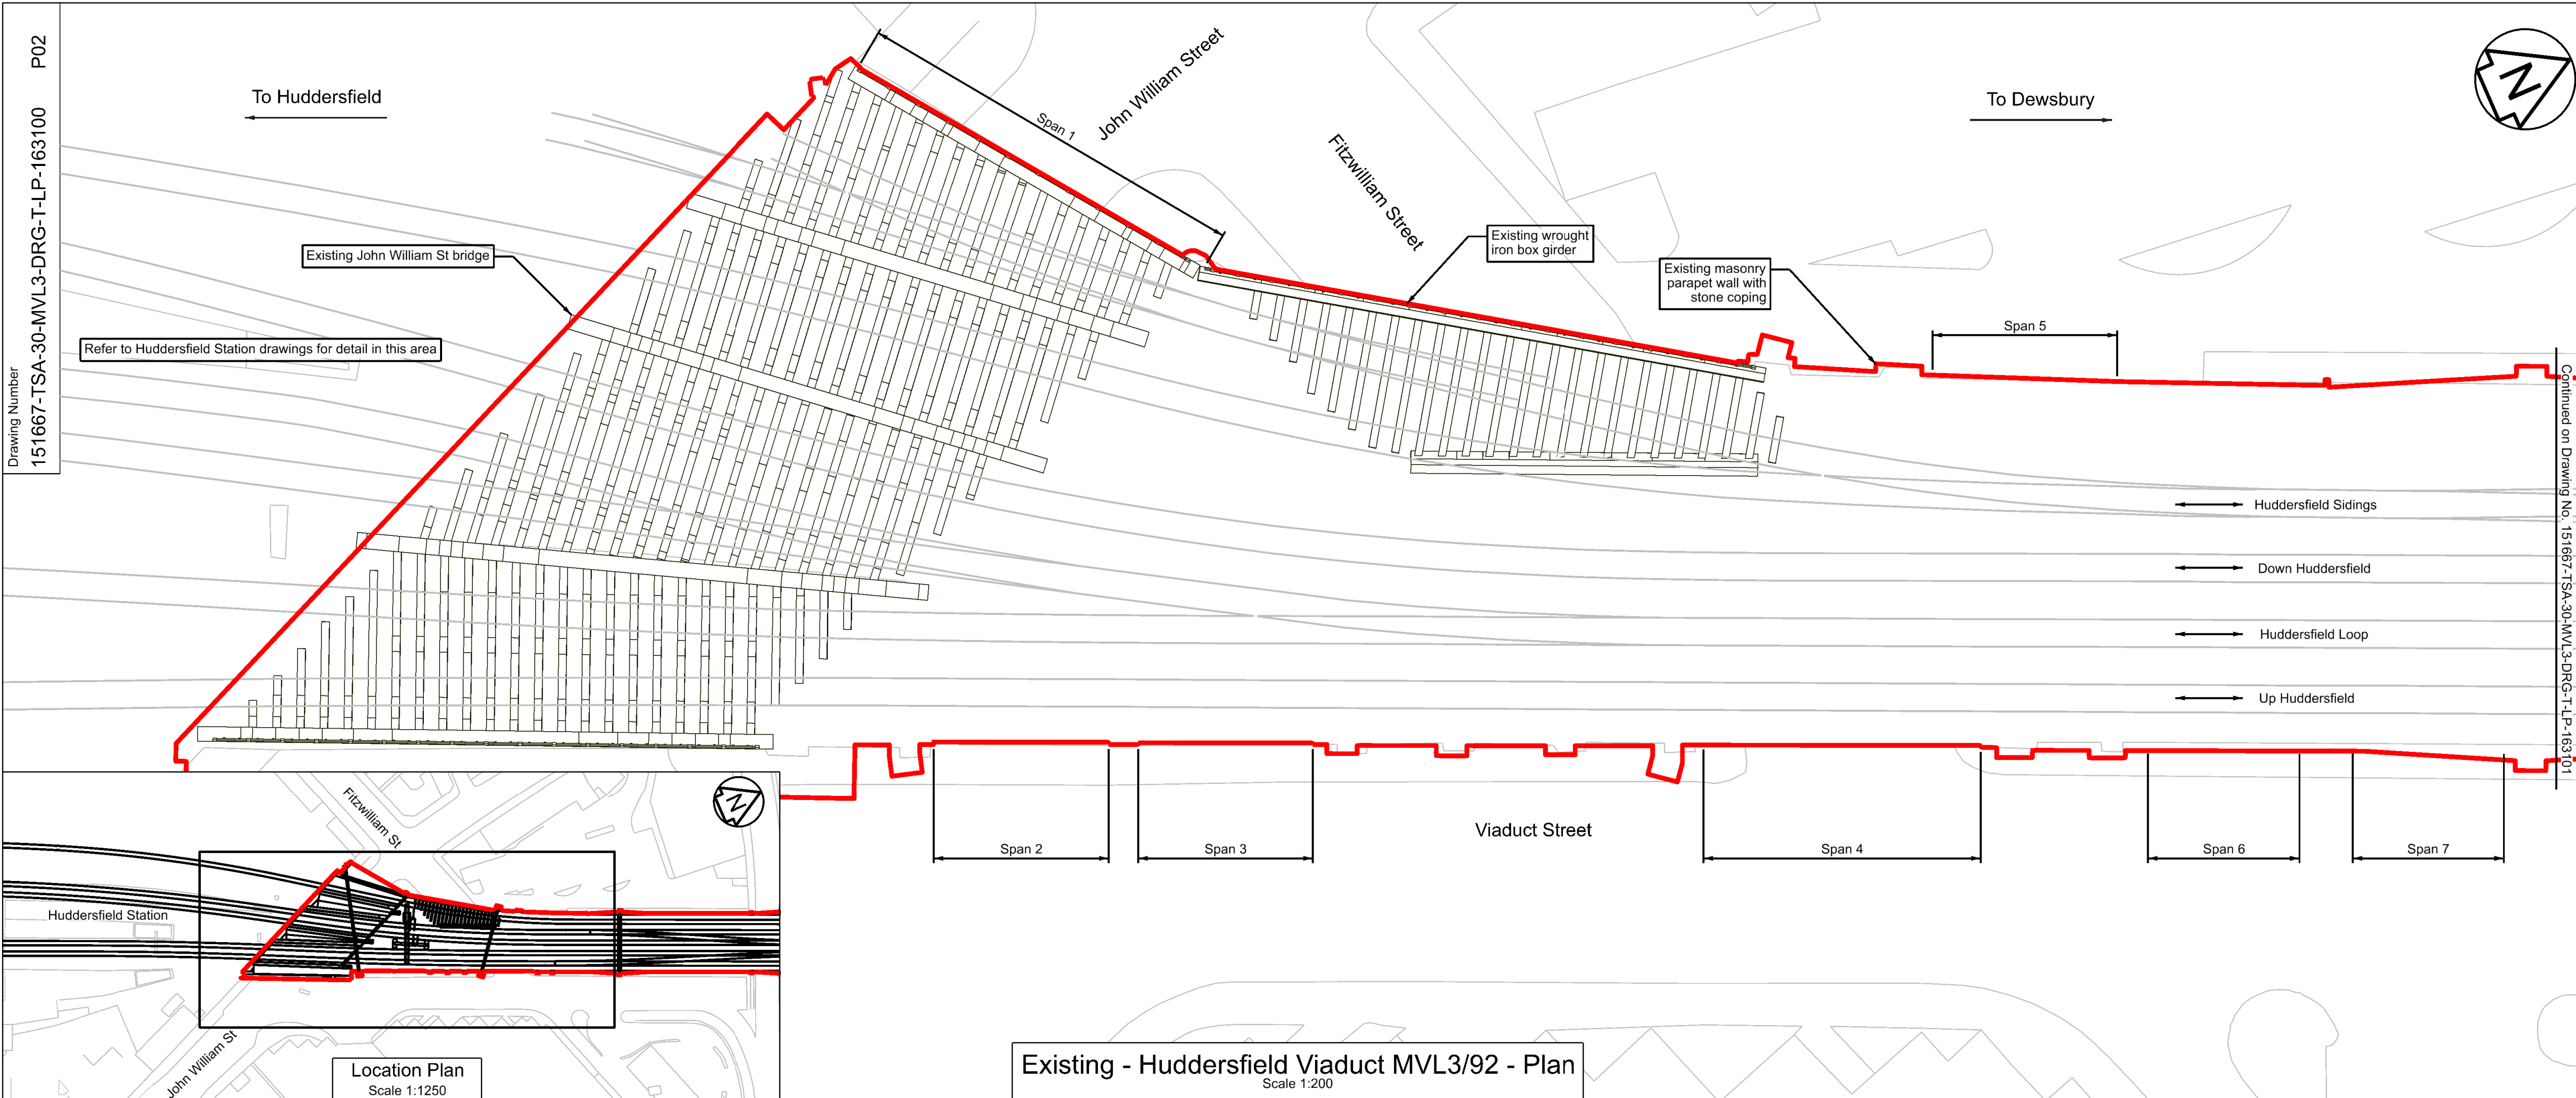 Drawing Number
151667-TSA-30-MVL3-DRG-T-LP-163100 P02
To Huddersfield
Span 1
John William Street
Fitzwilliam Street
To Dewsbury
N
Existing John William St bridge
Existing wrought
iron box girder
Existing masonry
parapet wall with
stone coping
Span 5
Refer to Huddersfield Station drawings for detail in this area
Huddersfield Sidings
Down Huddersfield
Huddersfield Loop
Up Huddersfield
Continued on Drawing No. 151667-TSA-30-MVL3-DRG-T-LP-163101
Span 2
Span 3
Viaduct Street
Span 4
Span 6
Span 7
Fitzwilliam St
N
Huddersfield Station
John William St
Location Plan
Scale 1:1250
Existing - Huddersfield Viaduct MVL3/92 - Plan
Scale 1:200